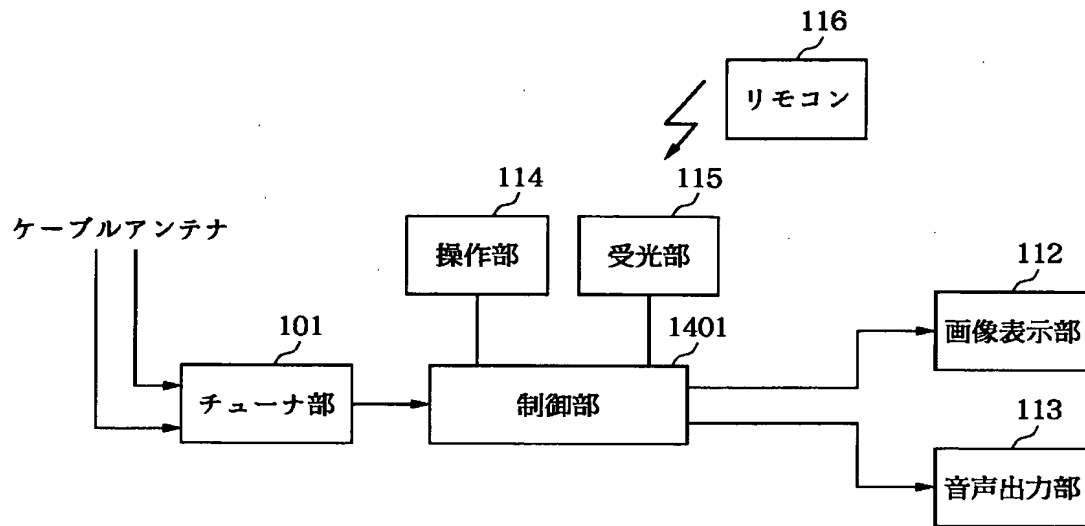 116
リモコン
114
115
ケーブルアンテナ
操作部
受光部
112
101
1401
画像表示部
チューナ部
制御部
113
音声出力部